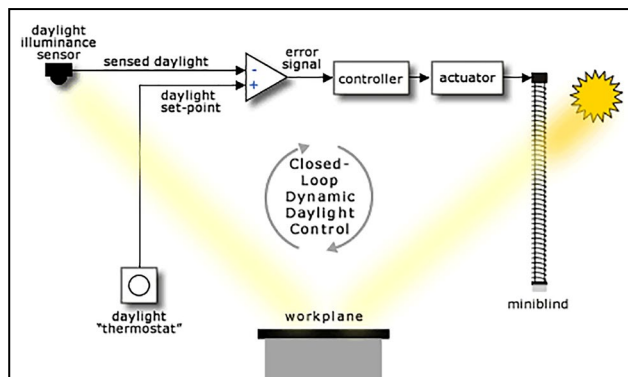 daylight
illuminance
sensor
sensed daylight
-
+
error
signal
controller
actuator
daylight
set-point
Closed-
Loop
Dynamic
Daylight
Control
daylight
"thermostat"
workplane
miniblind